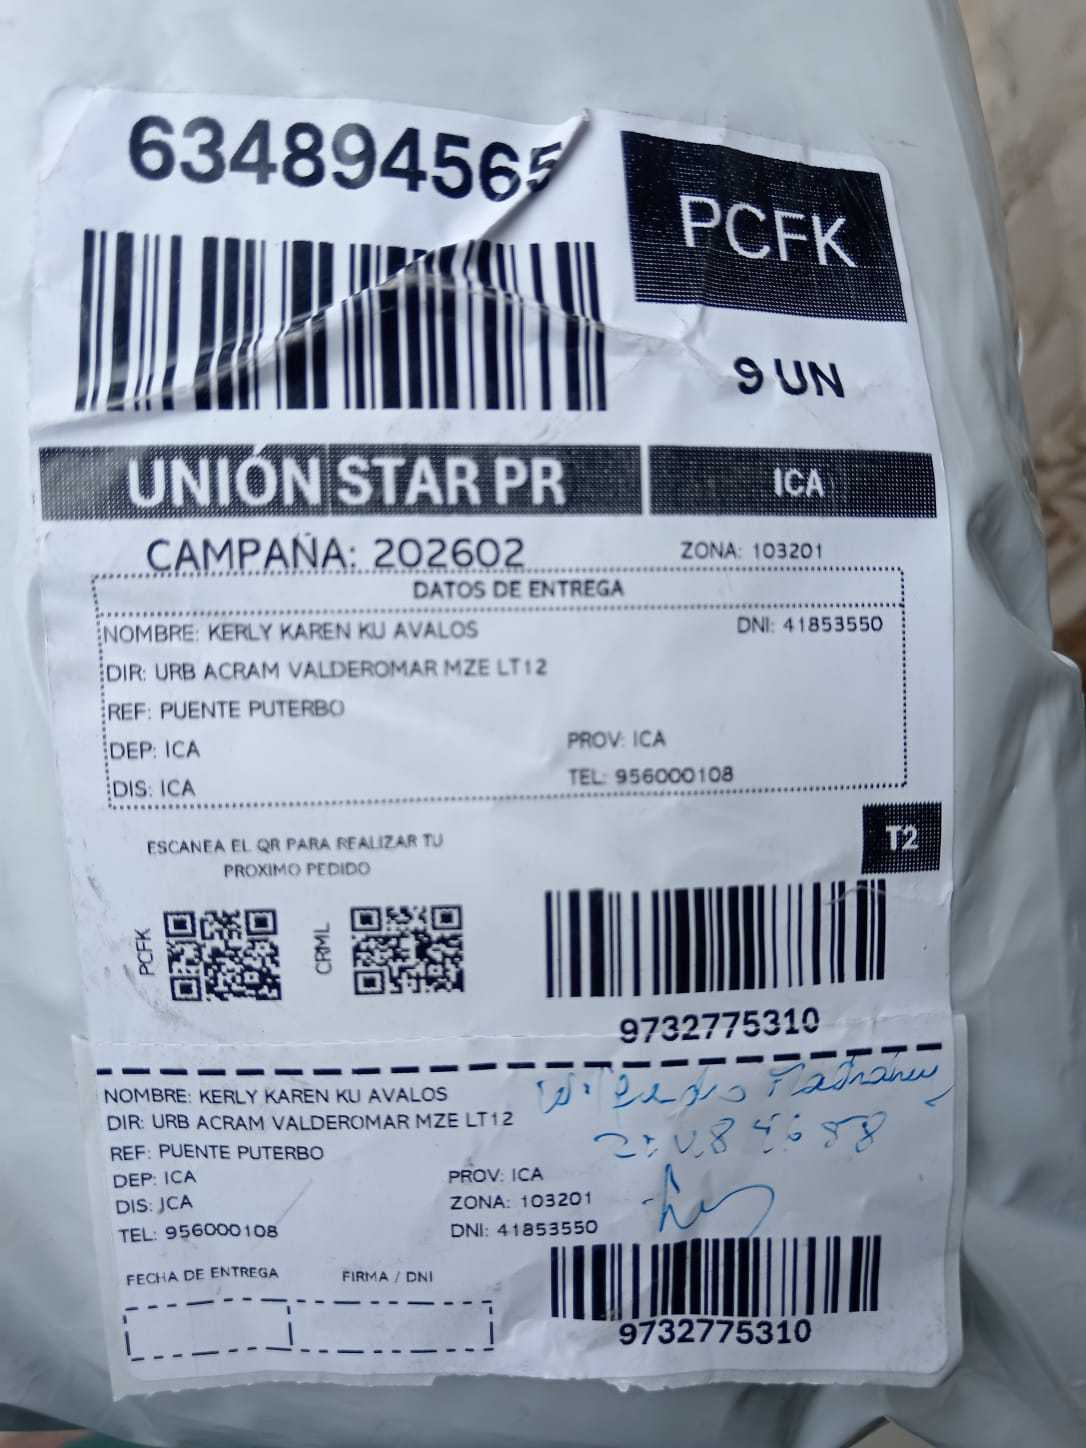 634894565
PCFK
9 UN
UNIÓN STAR PR
ICA
CAMPAÑA: 202602
ZONA: 103201
DATOS DE ENTREGA
NOMBRE: KERLY KAREN KU AVALOS
DNI: 41853550
DIR: URB ACRAM VALDEROMAR MZE LT12
REF: PUENTE PUTERBO
DEP: ICA
PROV: ICA
DIS: ICA
TEL: 956000108
T2
ESCANEA EL QR PARA REALIZAR TU
PROXIMO PEDIDO
PCFK
CRML
9732775310
NOMBRE: KERLY KAREN KU AVALOS
DIR: URB ACRAM VALDEROMAR MZE LT12
REF: PUENTE PUTERBO
DEP: ICA
PROV: ICA
DIS: ICA
ZONA: 103201
TEL: 956000108
DNI: 41853550
FECHA DE ENTREGA
FIRMA / DNI
9732775310